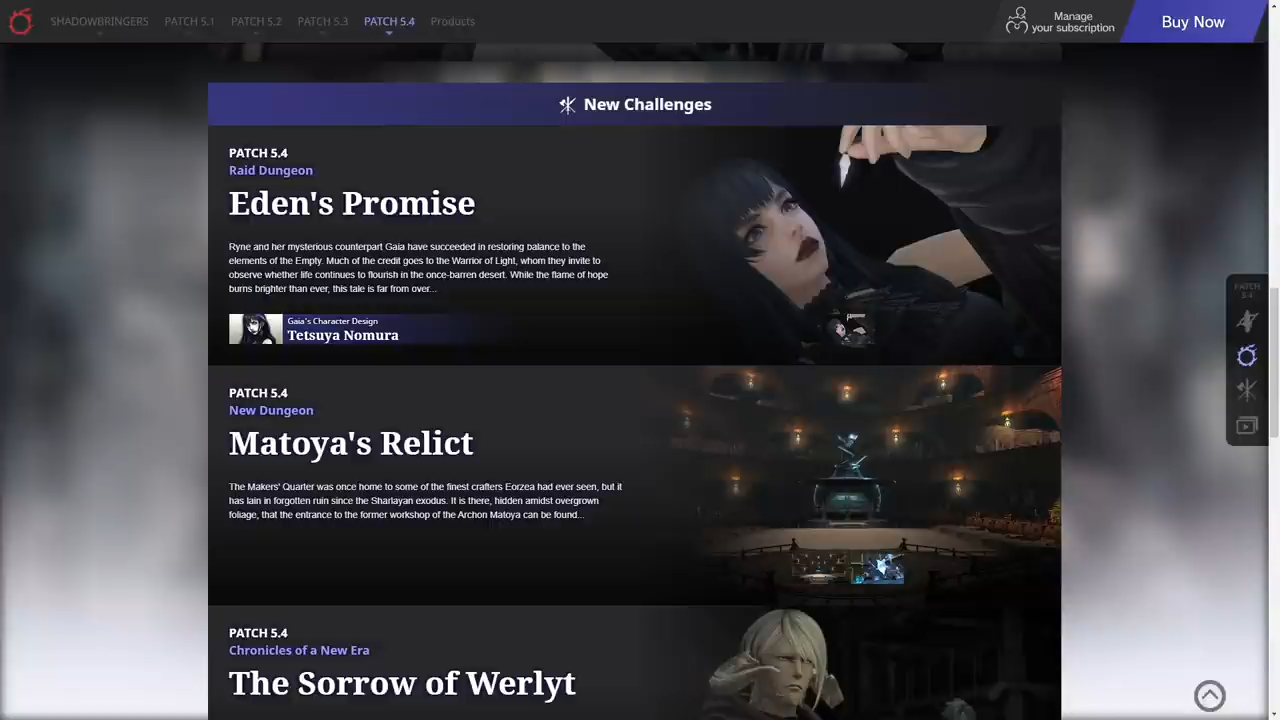 SHADOWBRINGERS PATCH 5.1 PATCH 5.2 PATCH 5.3 PATCH 5.4 Products
Manage
your subscription
Buy Now
New Challenges
PATCH 5.4
Raid Dungeon
Eden's Promise
Ryne and her mysterious counterpart Gaia have succeeded in restoring balance to the
elements of the Empty. Much of the credit goes to the Warrior of Light, whom they invite to
observe whether life continues to flourish in the once-barren desert. While the flame of hope
burns brighter than ever, this tale is far from over...
Gaia's Character Design
Tetsuya Nomura
PATCH
5.4
PATCH 5.4
New Dungeon
Matoya's Relict
The Makers' Quarter was once home to some of the finest crafters Eorzea had ever seen, but it
has lain in forgotten ruin since the Sharlayan exodus. It is there, hidden amidst overgrown
foliage, that the entrance to the former workshop of the Archon Matoya can be found...
PATCH 5.4
Chronicles of a New Era
The Sorrow of Werlyt